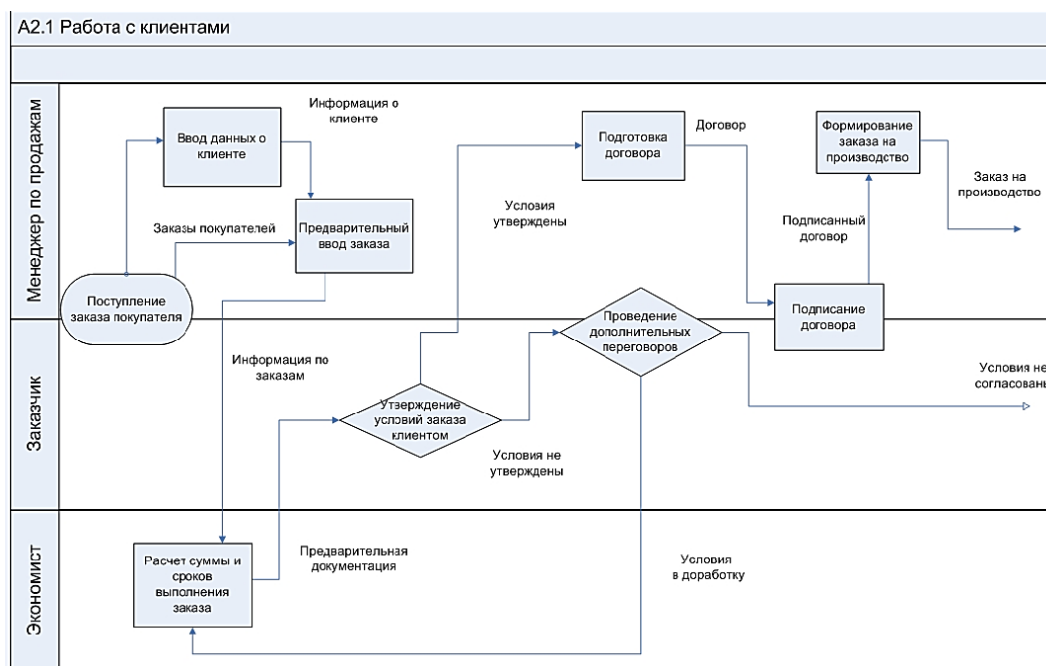 А2.1 Работа с клиентами
Менеджер по продажам
Ввод данных о
клиенте
Информация о
клиенте
Заказы покупателей
Предварительный
ввод заказа
Поступление
заказа покупателя
Условия
утверждены
Подготовка
договора
Договор
Формирование
заказа на
производство
Заказ на
производство
Подписанный
договор
Подписание
договора
Заказчик
Информация по
заказам
Утверждение
условий заказа
клиентом
Условия не
утверждены
Проведение
дополнительных
переговоров
Условия не
согласованы
Экономист
Расчет суммы и
сроков
выполнения
заказа
Предварительная
документация
Условия
в доработку